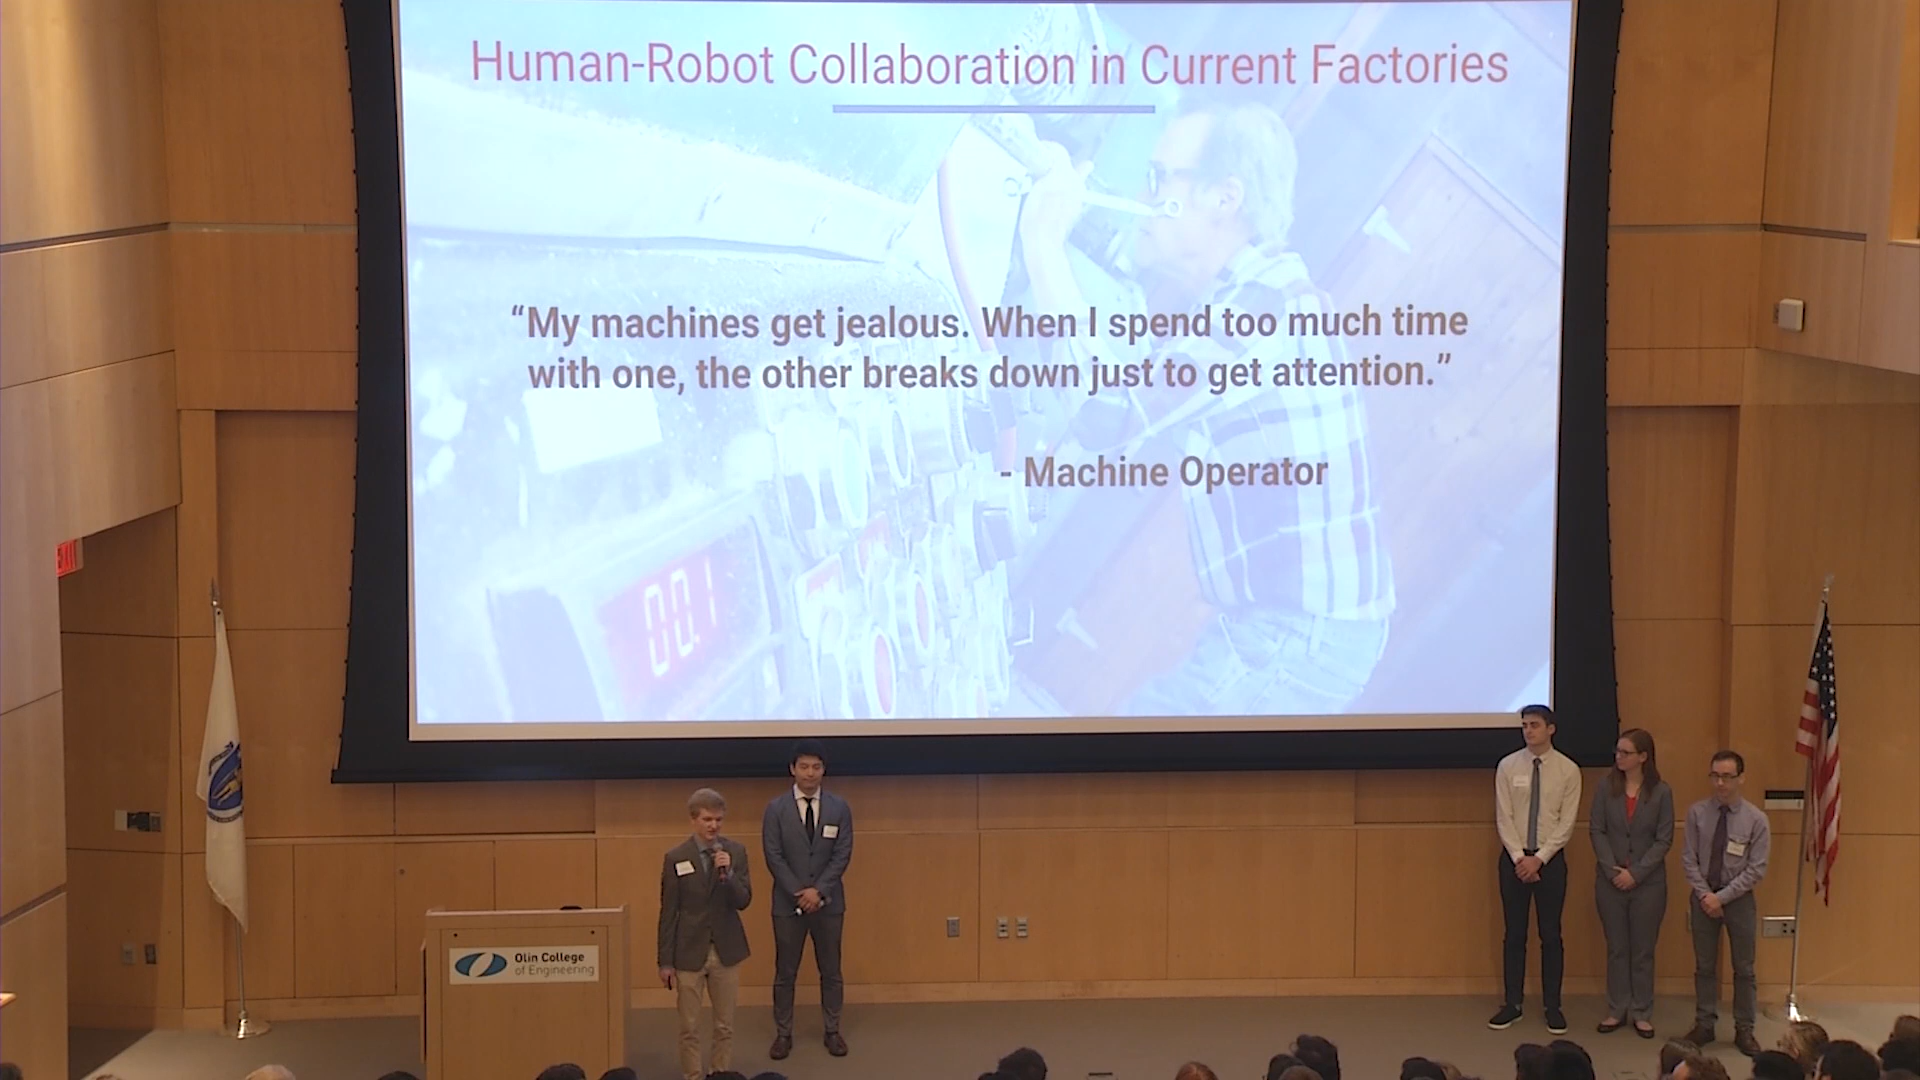 Human-Robot Collaboration in Current Factories
“My machines get jealous. When I spend too much time
with one, the other breaks down just to get attention.”
- Machine Operator
00.1
EXIT
Olin College
of Engineering